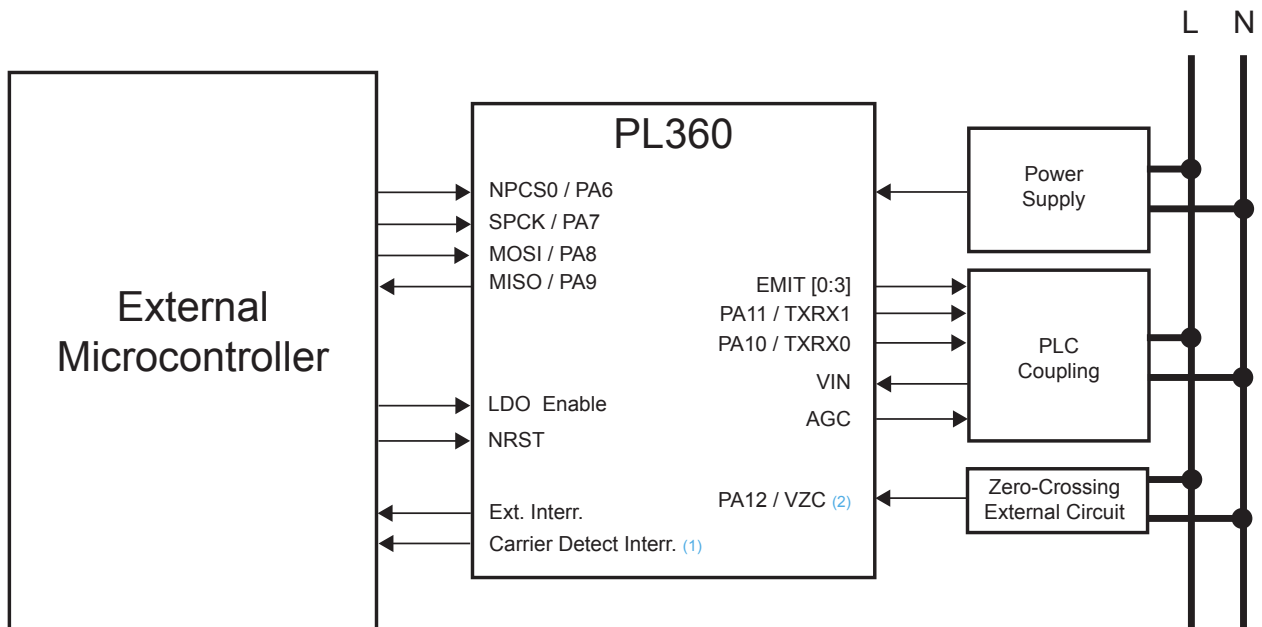 L N
PL360
External
Microcontroller
NPCS0 / PA6
SPCK / PA7
MOSI / PA8
MISO / PA9
LDO Enable
NRST
Ext. Interr.
Carrier Detect Interr. (1)
EMIT [0:3]
PA11 / TXRX1
PA10 / TXRX0
VIN
AGC
PA12 / VZC (2)
Power
Supply
PLC
Coupling
Zero-Crossing
External Circuit